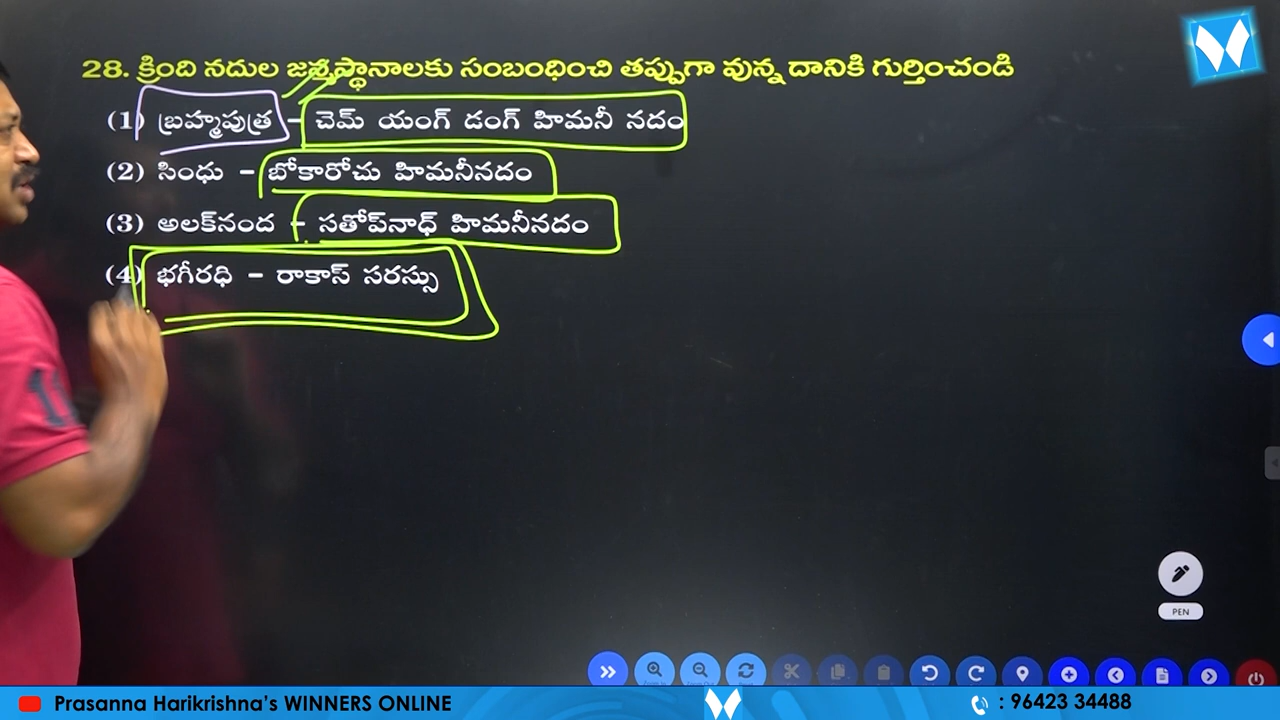 28. క్రింది నదుల జన్మస్థానాలకు సంబంధించి తప్పుగా వున్న దానికి గుర్తించండి
(1) బ్రహ్మపుత్ర - చెమ్ యంగ్ డంగ్ హిమనీ నదం
(2) సింధు - బోకారోచు హిమనీనదం
(3) అలక్‌నంద - సతోప్‌నాధ్ హిమనీనదం
(4) భగీరధి - రాకాస్ సరస్సు
PEN
Prasanna Harikrishna's WINNERS ONLINE : 96423 34488